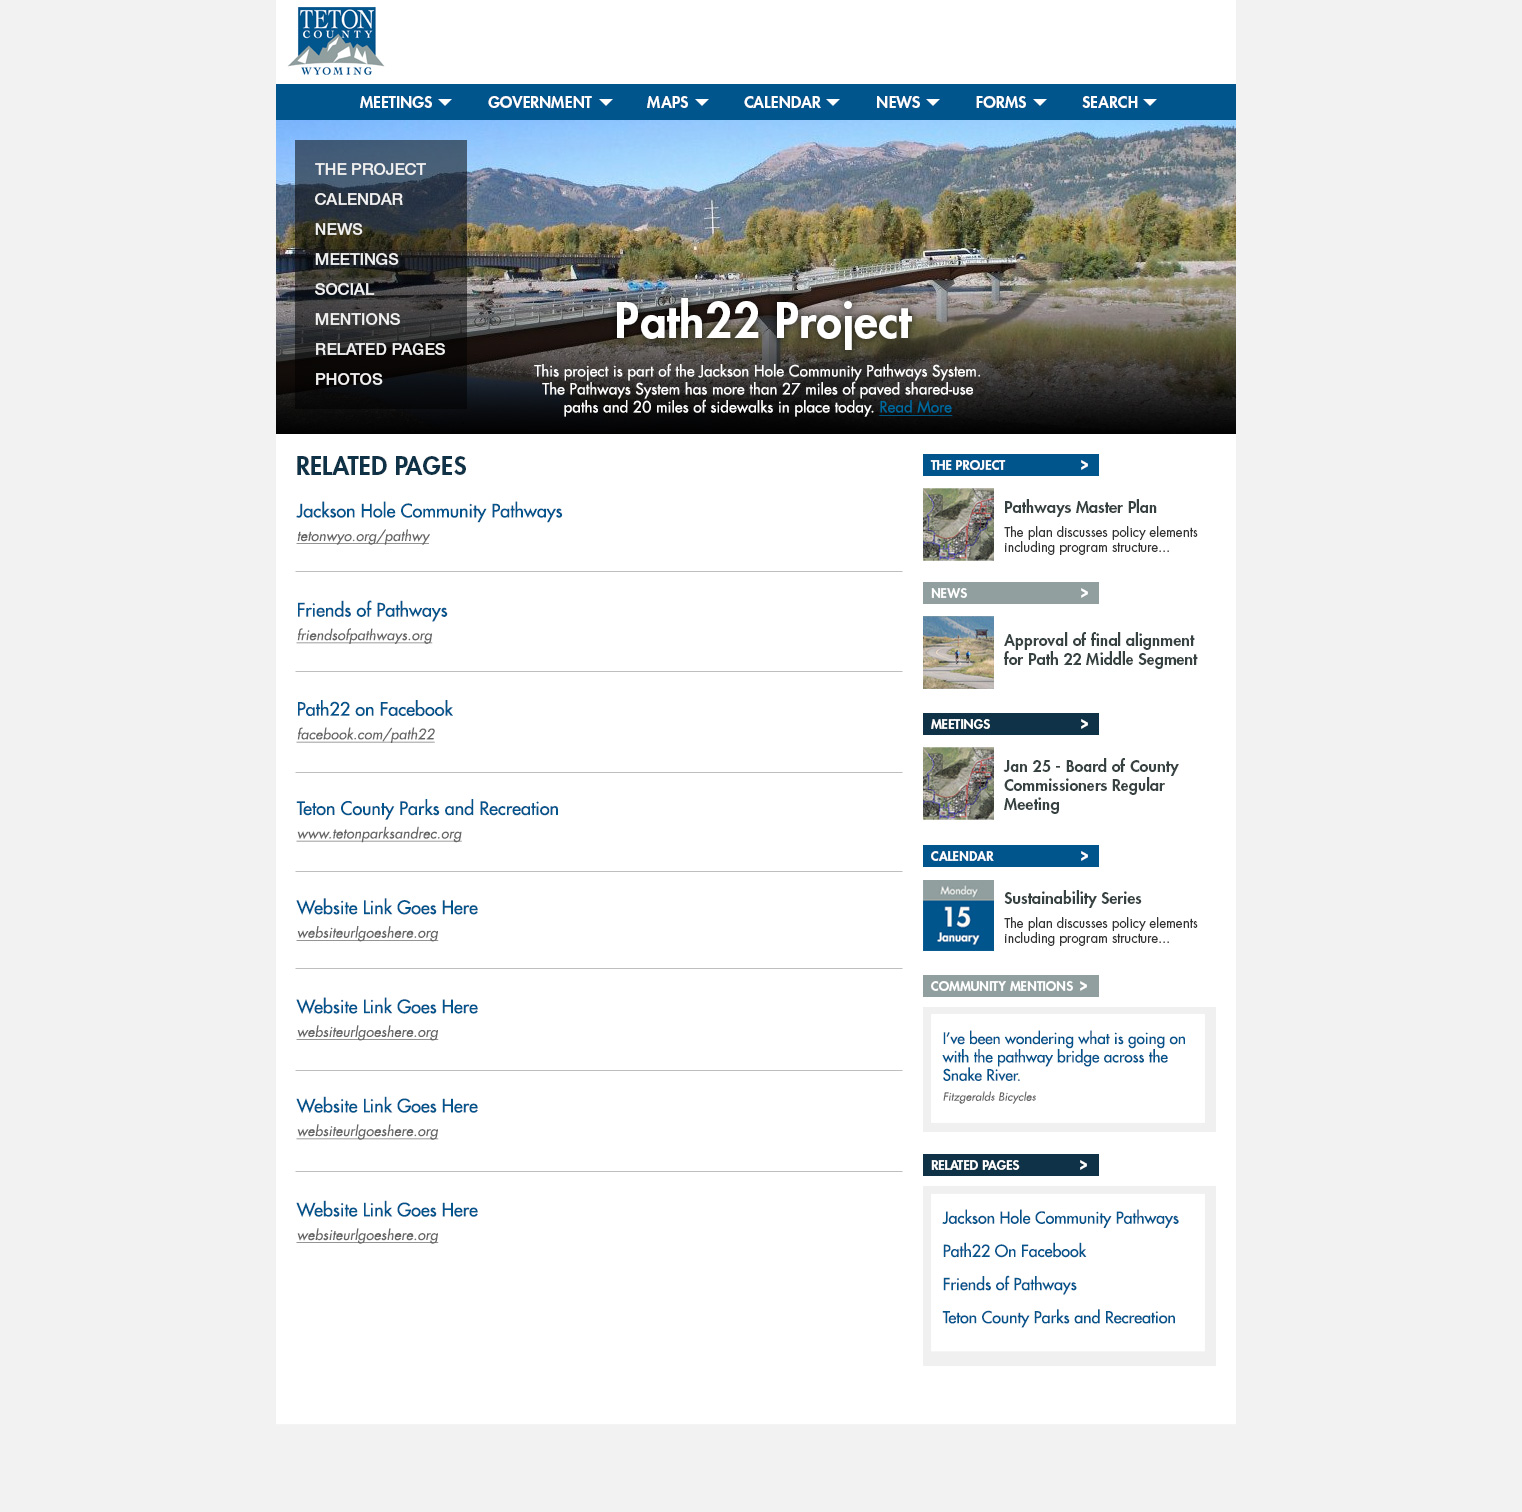 TETON
COUNTY
WYOMING
MEETINGS GOVERNMENT MAPS CALENDAR NEWS FORMS SEARCH
THE PROJECT
CALENDAR
NEWS
MEETINGS
SOCIAL
MENTIONS
RELATED PAGES
PHOTOS
Path22 Project
This project is part of the Jackson Hole Community Pathways System.
The Pathways System has more than 27 miles of paved shared-use
paths and 20 miles of sidewalks in place today. Read More
RELATED PAGES
Jackson Hole Community Pathways
tetonwyo.org/pathwy
Friends of Pathways
friendsofpathways.org
Path22 on Facebook
facebook.com/path22
Teton County Parks and Recreation
www.tetonparksandrec.org
Website Link Goes Here
websiteurlgoeshere.org
Website Link Goes Here
websiteurlgoeshere.org
Website Link Goes Here
websiteurlgoeshere.org
Website Link Goes Here
websiteurlgoeshere.org
THE PROJECT >
Pathways Master Plan
The plan discusses policy elements
including program structure...
NEWS >
Approval of final alignment
for Path 22 Middle Segment
MEETINGS >
Jan 25 - Board of County
Commissioners Regular
Meeting
CALENDAR >
Monday
15
January
Sustainability Series
The plan discusses policy elements
including program structure...
COMMUNITY MENTIONS >
I've been wondering what is going on
with the pathway bridge across the
Snake River.
Fitzgeralds Bicycles
RELATED PAGES >
Jackson Hole Community Pathways
Path22 On Facebook
Friends of Pathways
Teton County Parks and Recreation